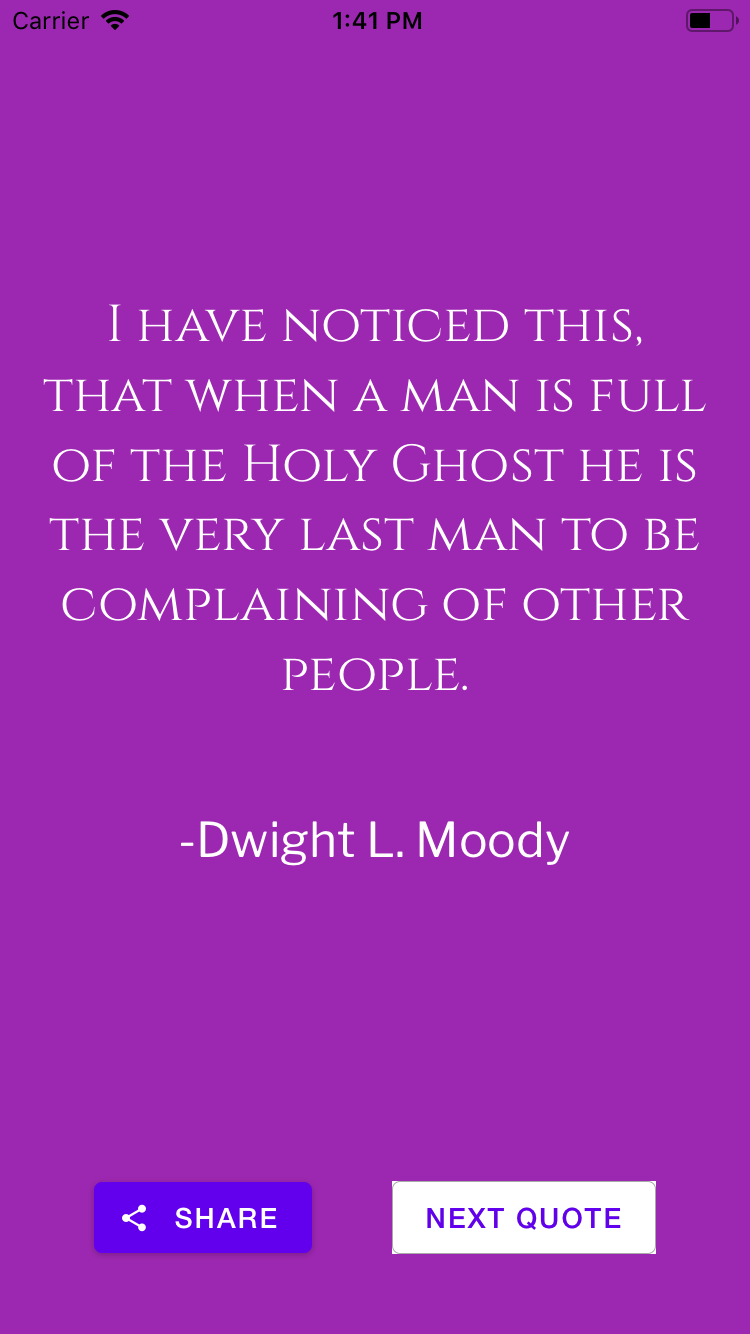 Carrier 1:41 PM
I have noticed this,
that when a man is full
of the Holy Ghost he is
the very last man to be
complaining of other
people.
-Dwight L. Moody
SHARE NEXT QUOTE